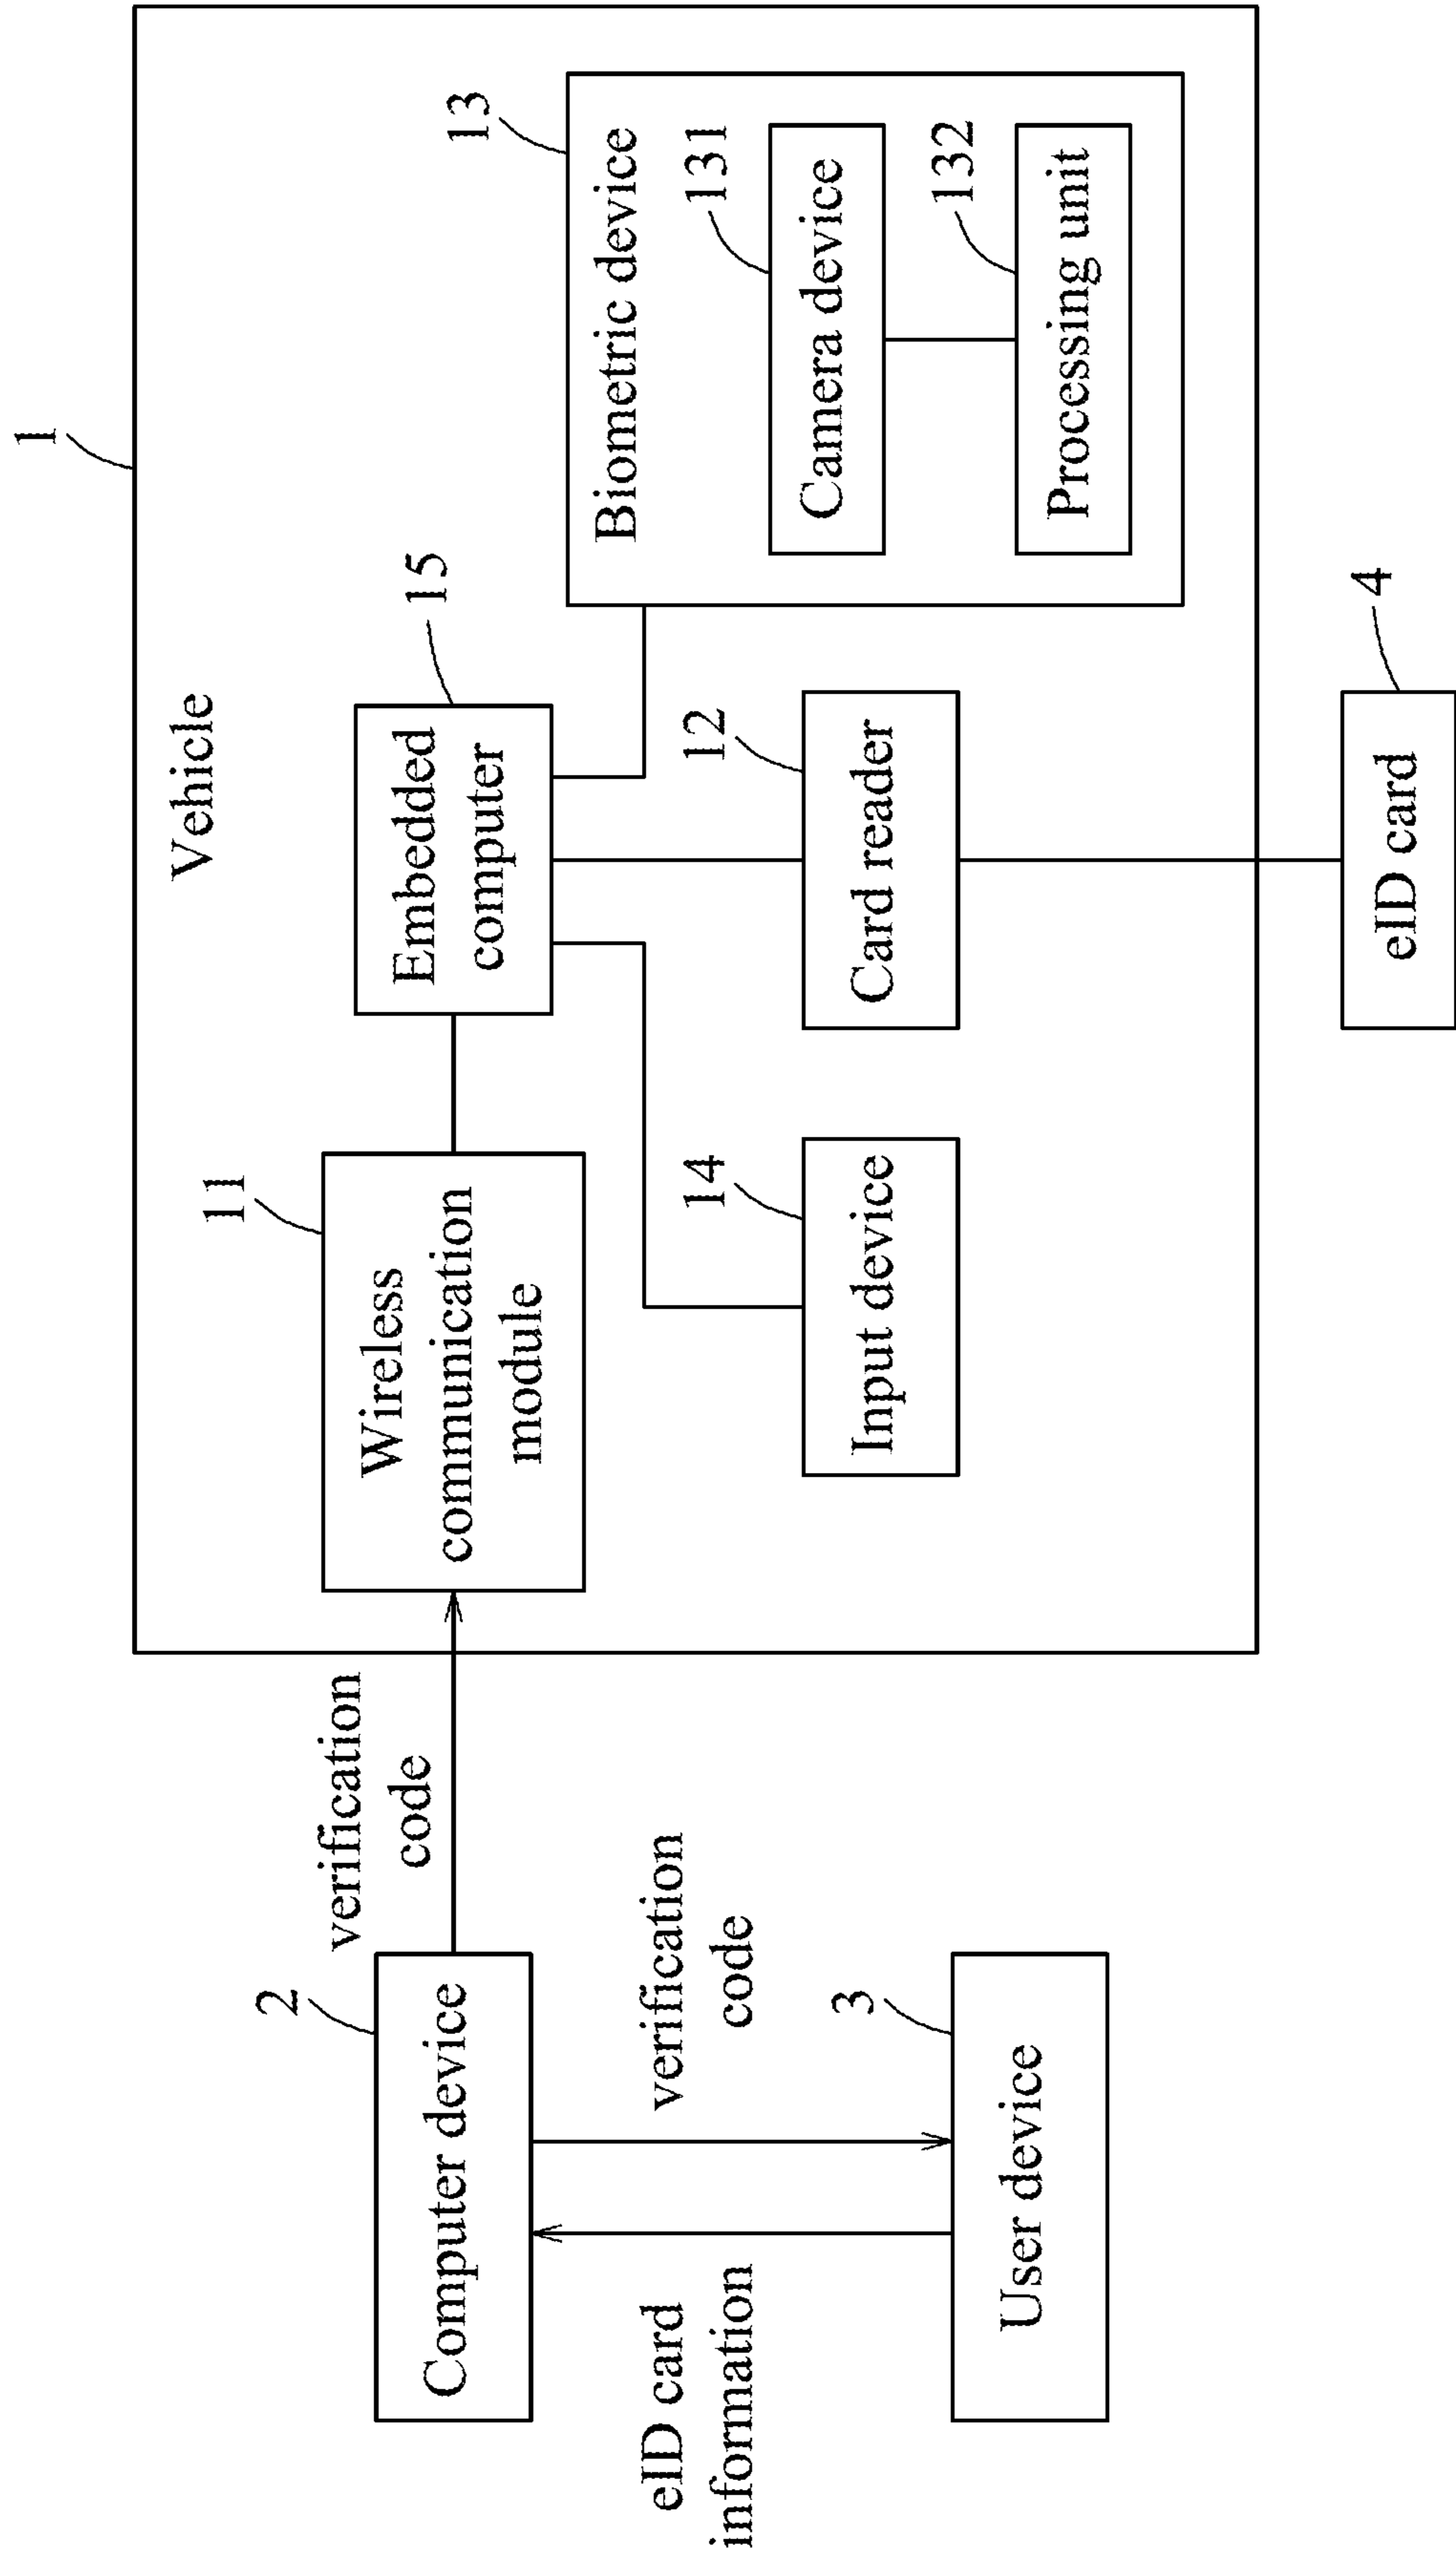 1
Vehicle
2
Computer device
verification
code
11
Wireless
communication
module
15
Embedded
computer
13
Biometric device
131
Camera device
132
Processing unit
eID card
information
verification
code
3
User device
14
Input device
12
Card reader
4
eID card